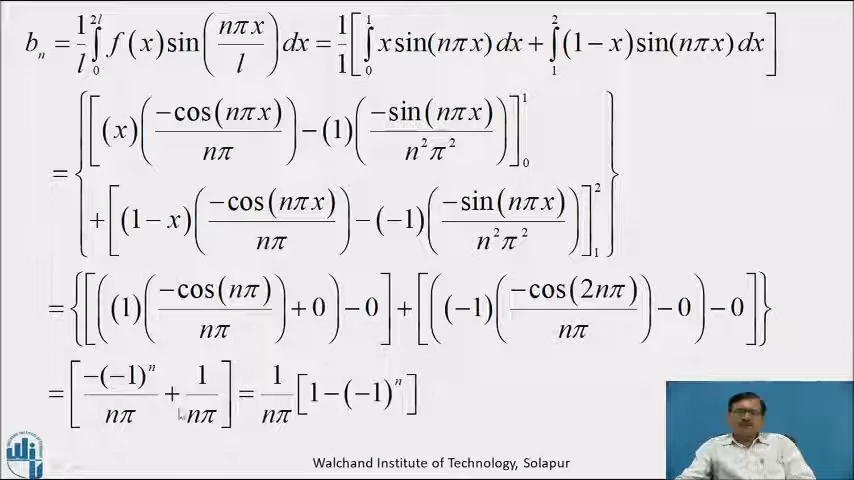 b_n = 1/l ∫_0^{2l} f(x) sin(nπx/l) dx = 1/1 [ ∫_0^1 x sin(nπx) dx + ∫_1^2 (1 − x) sin(nπx) dx ]
= { [ (x) ( −cos(nπx) / nπ ) − (1) ( −sin(nπx) / n²π² ) ]_0^1
+ [ (1 − x) ( −cos(nπx) / nπ ) − (−1) ( −sin(nπx) / n²π² ) ]_1^2 }
= { [ ( (1) ( −cos(nπ) / nπ ) + 0 ) − 0 ] + [ ( (−1) ( −cos(2nπ) / nπ ) − 0 ) − 0 ] }
= [ −(−1)^n / nπ + 1 / nπ ] = 1/nπ [ 1 − (−1)^n ]
Walchand Institute of Technology, Solapur